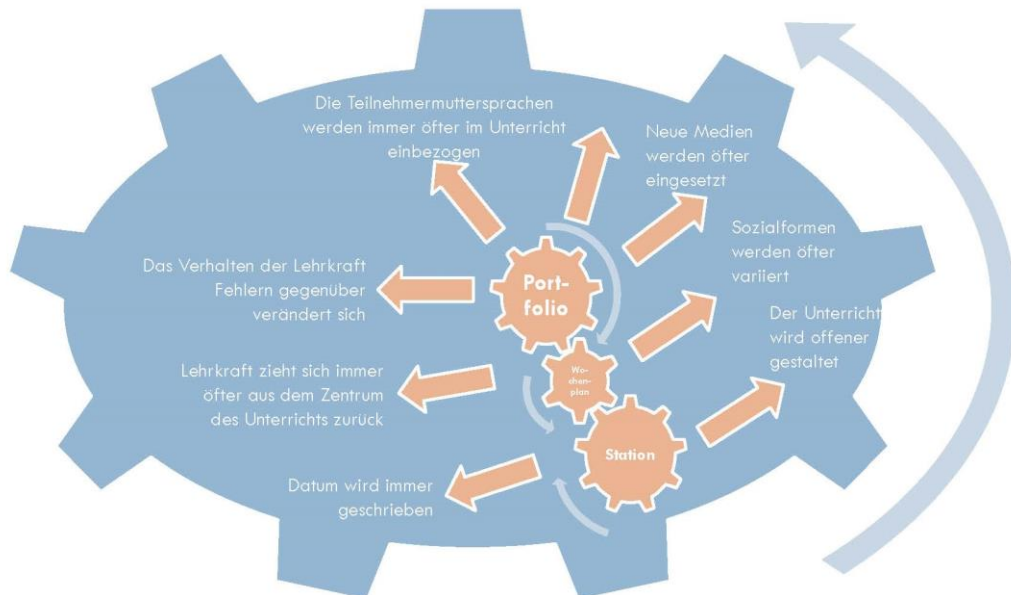 Die Teilnehmermuttersprachen
werden immer öfter im Unterricht
einbezogen
Neue Medien
werden öfter
eingesetzt
Sozialformen
werden öfter
variiert
Das Verhalten der Lehrkraft
Fehlern gegenüber
verändert sich
Port-
folio
Der Unterricht
wird offener
gestaltet
Lehrkraft zieht sich immer
öfter aus dem Zentrum
des Unterrichts zurück
Wo-
chen-
plan
Station
Datum wird immer
geschrieben